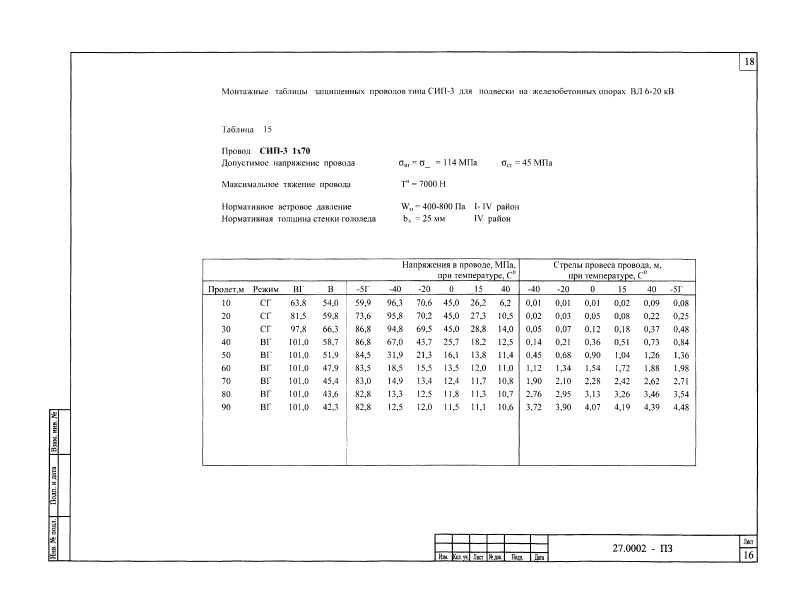 18
Монтажные таблицы защищенных проводов типа СИП-3 для подвески на железобетонных опорах ВЛ 6-20 кВ
Таблица 15
Провод СИП-3 1х70
Допустимое напряжение провода σвг = σ_ = 114 МПа σсг = 45 МПа
Максимальное тяжение провода Tн = 7000 Н
Нормативное ветровое давление Wо = 400-800 Па I- IV район
Нормативная толщина стенки гололеда bэ = 25 мм IV район
Напряжения в проводе, МПа, Стрелы провеса провода, м,
при температуре, С0 при температуре, С0
Пролет,м Режим ВГ В -5Г -40 -20 0 15 40 -40 -20 0 15 40 -5Г
10 СГ 63,8 54,0 59,9 96,3 70,6 45,0 26,2 6,2 0,01 0,01 0,01 0,02 0,09 0,08
20 СГ 81,5 59,8 73,6 95,8 70,2 45,0 27,3 10,5 0,02 0,03 0,05 0,08 0,22 0,25
30 СГ 97,8 66,3 86,8 94,8 69,5 45,0 28,8 14,0 0,05 0,07 0,12 0,18 0,37 0,48
40 ВГ 101,0 58,7 86,8 67,0 43,7 25,7 18,2 12,5 0,14 0,21 0,36 0,51 0,73 0,84
50 ВГ 101,0 51,9 84,5 31,9 21,3 16,1 13,8 11,4 0,45 0,68 0,90 1,04 1,26 1,36
60 ВГ 101,0 47,9 83,5 18,5 15,5 13,5 12,0 11,0 1,12 1,34 1,54 1,72 1,88 1,98
70 ВГ 101,0 45,4 83,0 14,9 13,4 12,4 11,7 10,8 1,90 2,10 2,28 2,42 2,62 2,71
80 ВГ 101,0 43,6 82,8 13,3 12,5 11,8 11,3 10,7 2,76 2,95 3,13 3,26 3,46 3,54
90 ВГ 101,0 42,3 82,8 12,5 12,0 11,5 11,1 10,6 3,72 3,90 4,07 4,19 4,39 4,48
Взам. инв. №
Подп. и дата
Инв. № подл.
Изм. Кол. уч. Лист № док. Подп. Дата
27.0002 - ПЗ
Лист
16